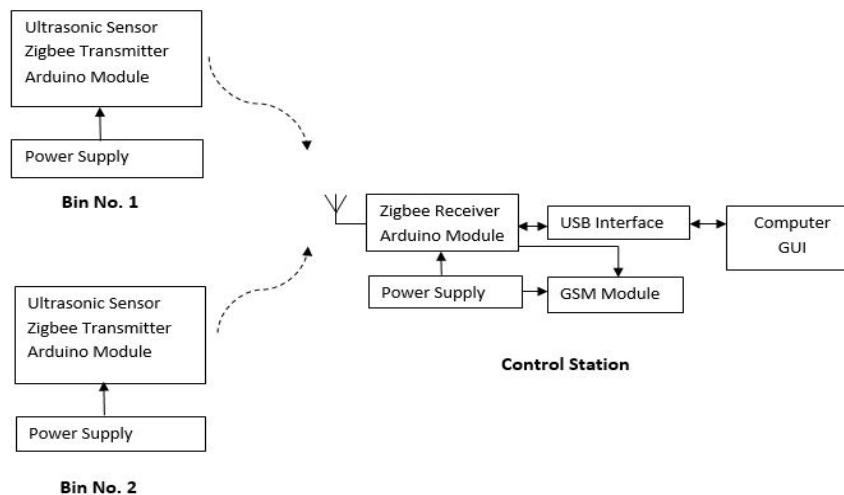 Ultrasonic Sensor
Zigbee Transmitter
Arduino Module
Power Supply
Bin No. 1
Zigbee Receiver
Arduino Module
USB Interface
Computer
GUI
Power Supply
GSM Module
Control Station
Ultrasonic Sensor
Zigbee Transmitter
Arduino Module
Power Supply
Bin No. 2